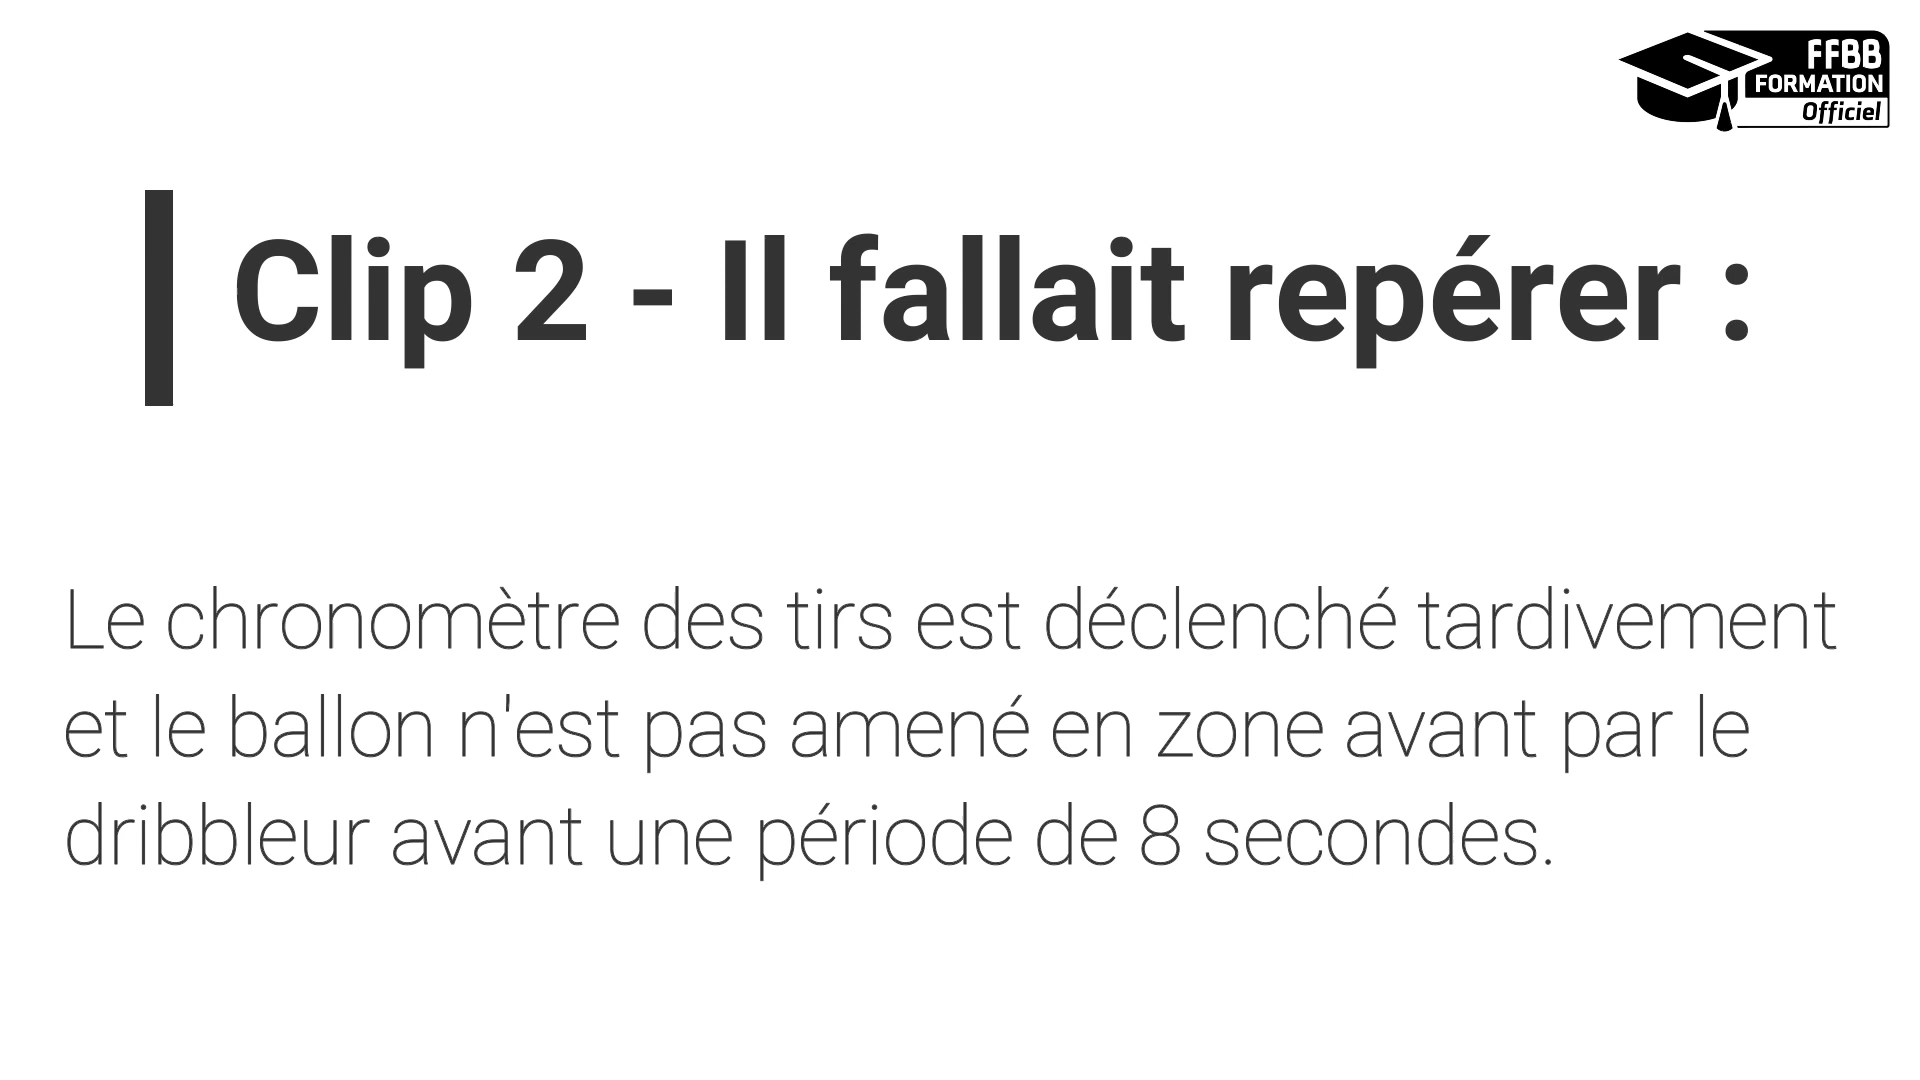 FFBB
FORMATION
Officiel
Clip 2 - Il fallait repérer :
Le chronomètre des tirs est déclenché tardivement
et le ballon n'est pas amené en zone avant par le
dribbleur avant une période de 8 secondes.